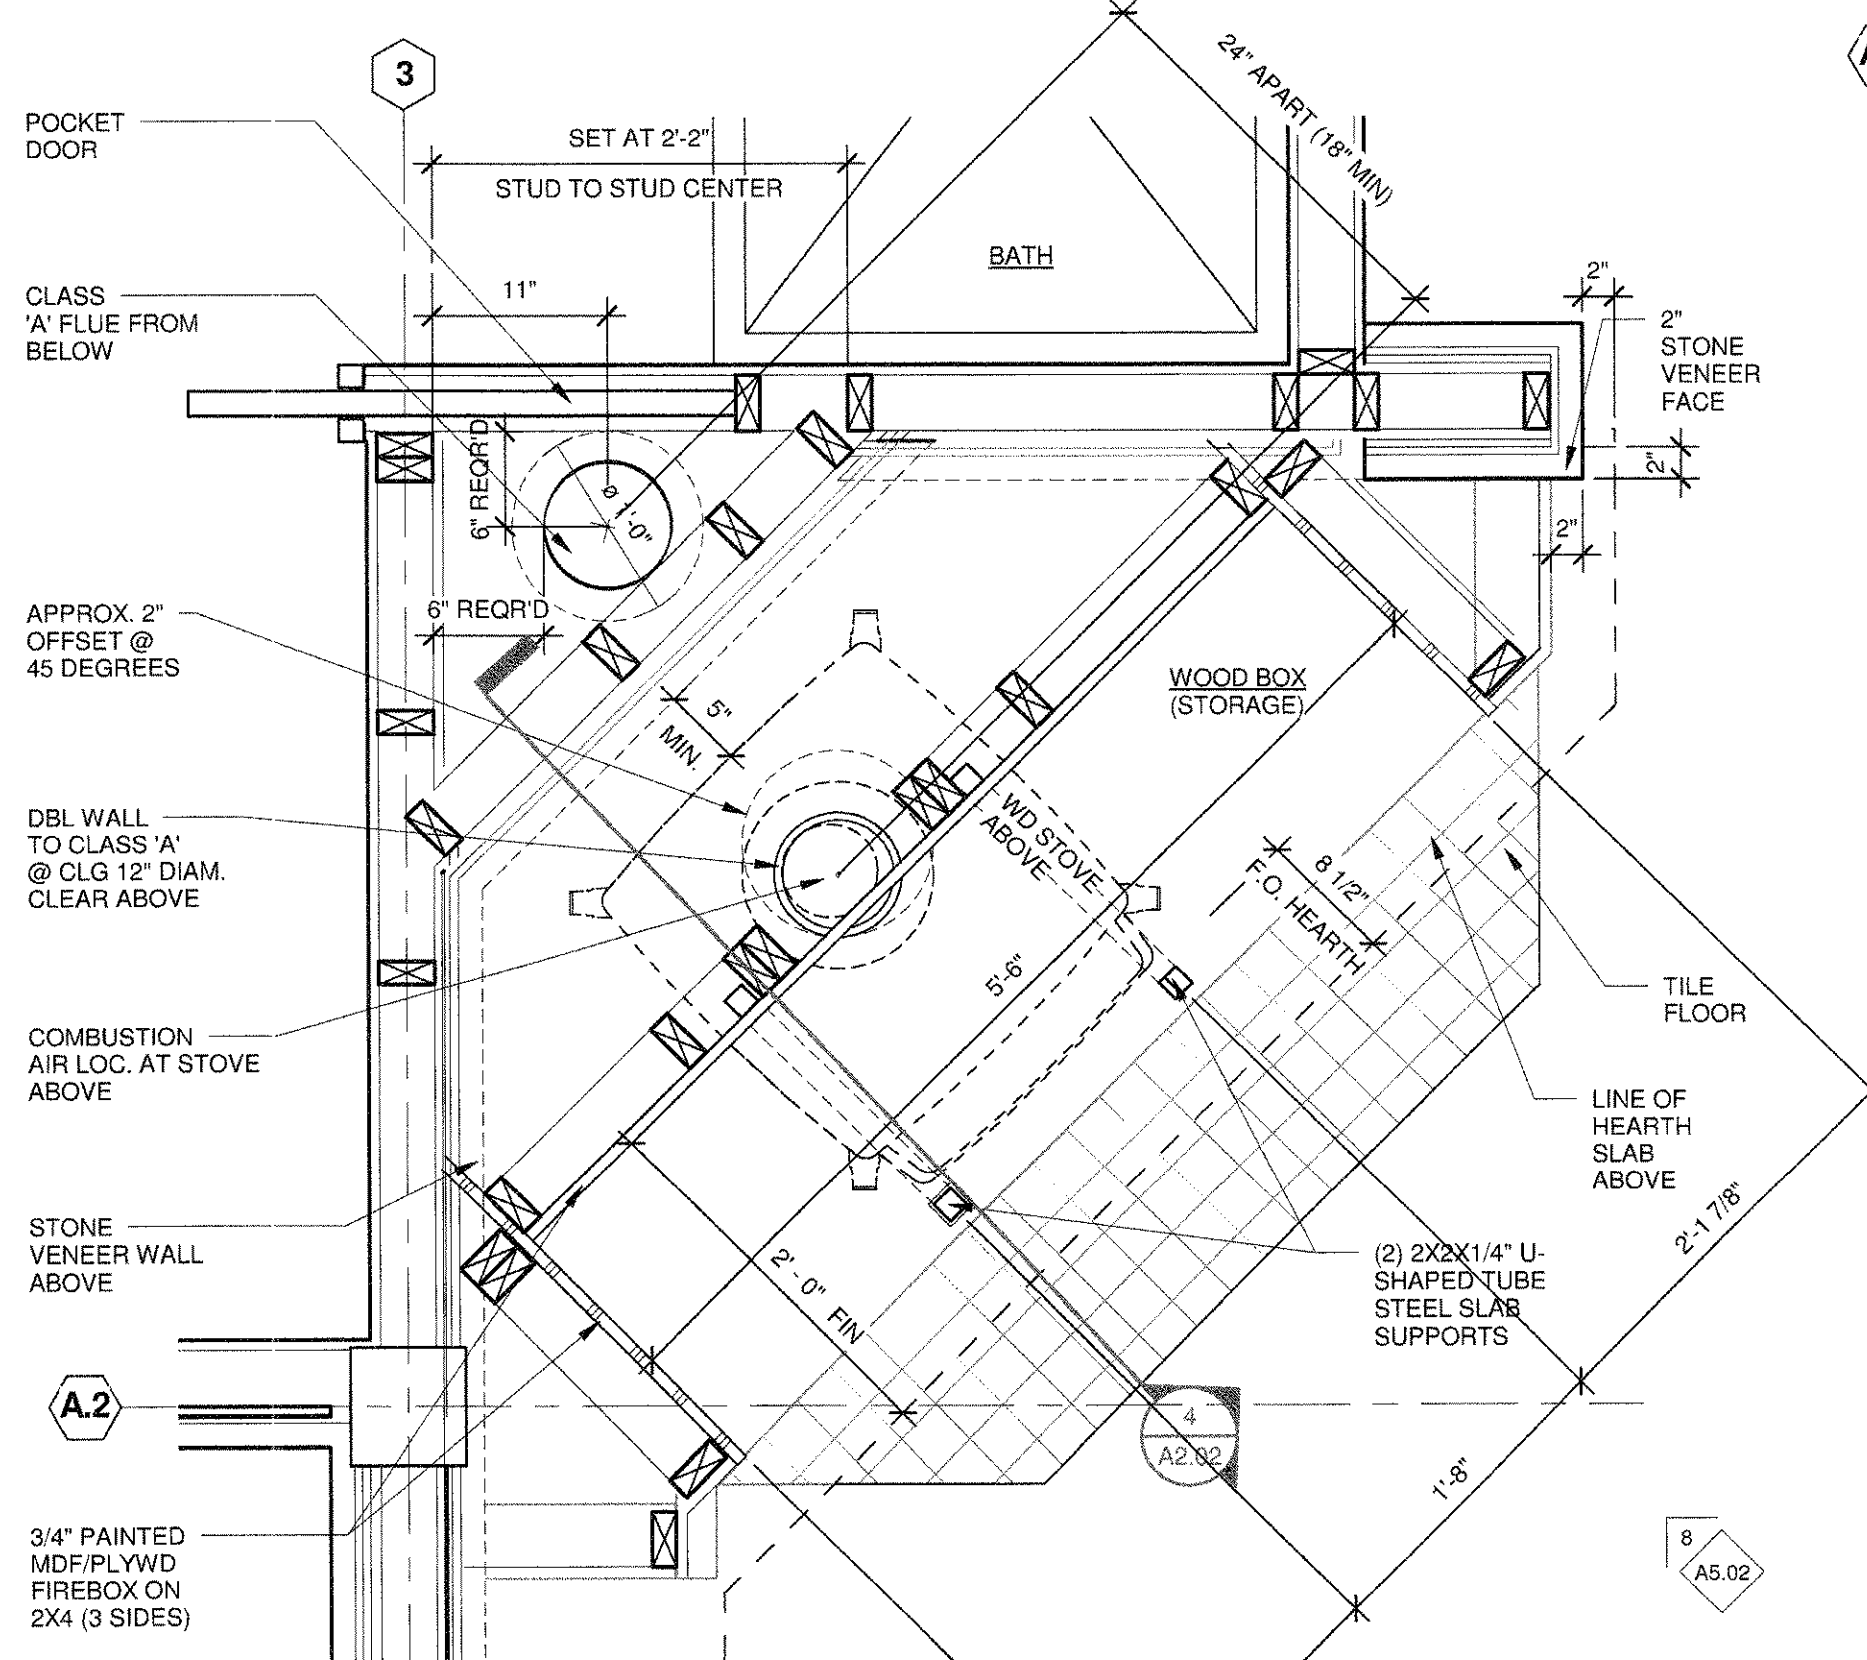 3
POCKET
DOOR
SET AT 2'-2"
STUD TO STUD CENTER
24" APART (18" MIN)
BATH
CLASS
'A' FLUE FROM
BELOW
11"
2"
2"
STONE
VENEER
FACE
6" REQR'D
Ø 1'-0"
2"
2"
6" REQR'D
APPROX. 2"
OFFSET @
45 DEGREES
5"
MIN.
WOOD BOX
(STORAGE)
DBL WALL
TO CLASS 'A'
@ CLG 12" DIAM.
CLEAR ABOVE
WD STOVE
ABOVE
8 1/2"
F.O. HEARTH
5'-6"
TILE
FLOOR
COMBUSTION
AIR LOC. AT STOVE
ABOVE
LINE OF
HEARTH
SLAB
ABOVE
STONE
VENEER WALL
ABOVE
2'-0" FIN
(2) 2X2X1/4" U-
SHAPED TUBE
STEEL SLAB
SUPPORTS
2'-1 7/8"
A.2
4
A2.02
1'-8"
3/4" PAINTED
MDF/PLYWD
FIREBOX ON
2X4 (3 SIDES)
8
A5.02